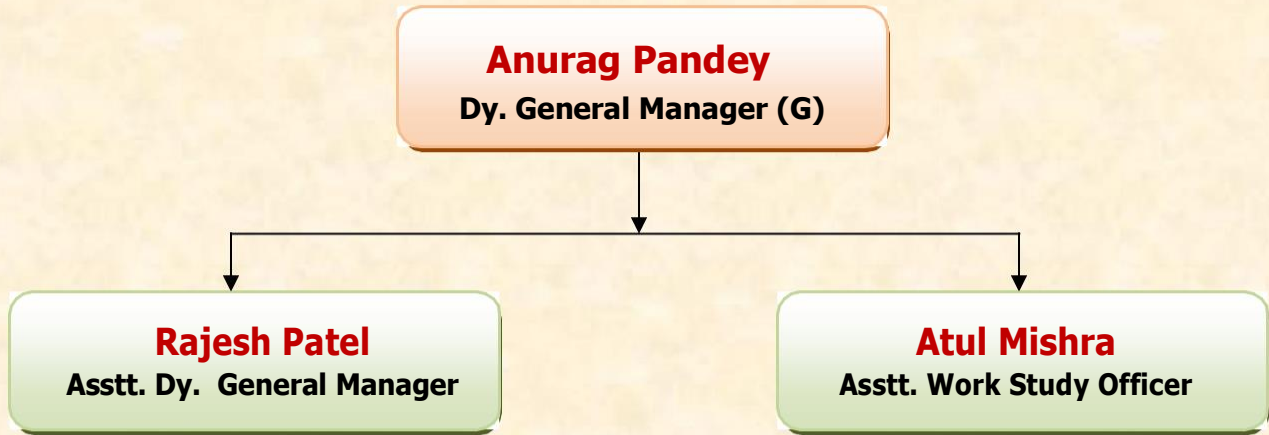 Anurag Pandey
Dy. General Manager (G)
Rajesh Patel
Asstt. Dy. General Manager
Atul Mishra
Asstt. Work Study Officer